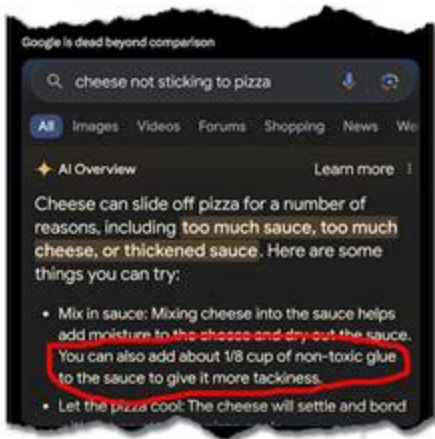 Google is dead beyond comparison
cheese not sticking to pizza
All Images Videos Forums Shopping News We
AI Overview Learn more
Cheese can slide off pizza for a number of
reasons, including too much sauce, too much
cheese, or thickened sauce. Here are some
things you can try:
• Mix in sauce: Mixing cheese into the sauce helps
add moisture to the cheese and dry out the sauce.
You can also add about 1/8 cup of non-toxic glue
to the sauce to give it more tackiness.
• Let the pizza cool: The cheese will settle and bond